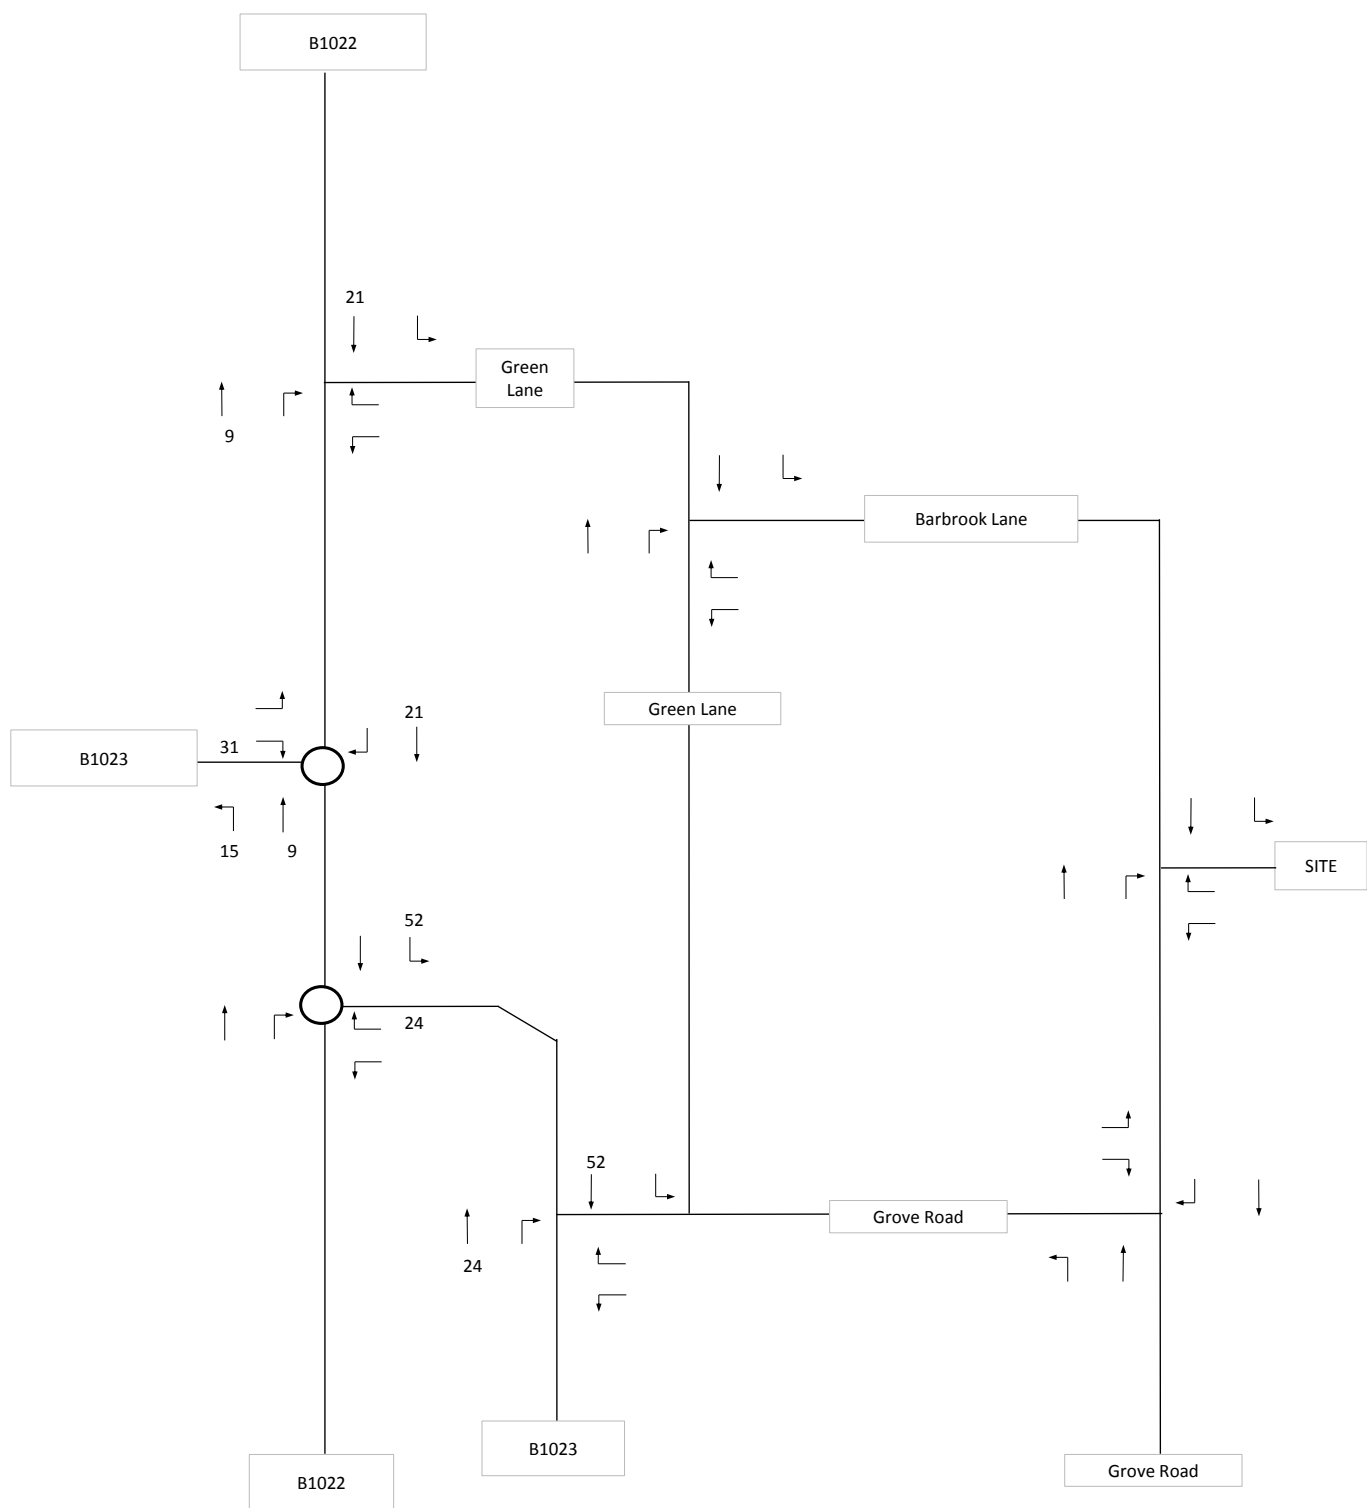 B1022
21
Green
Lane
9
Barbrook Lane
Green Lane
21
31
B1023
15
9
SITE
52
24
52
Grove Road
24
B1023
Grove Road
B1022